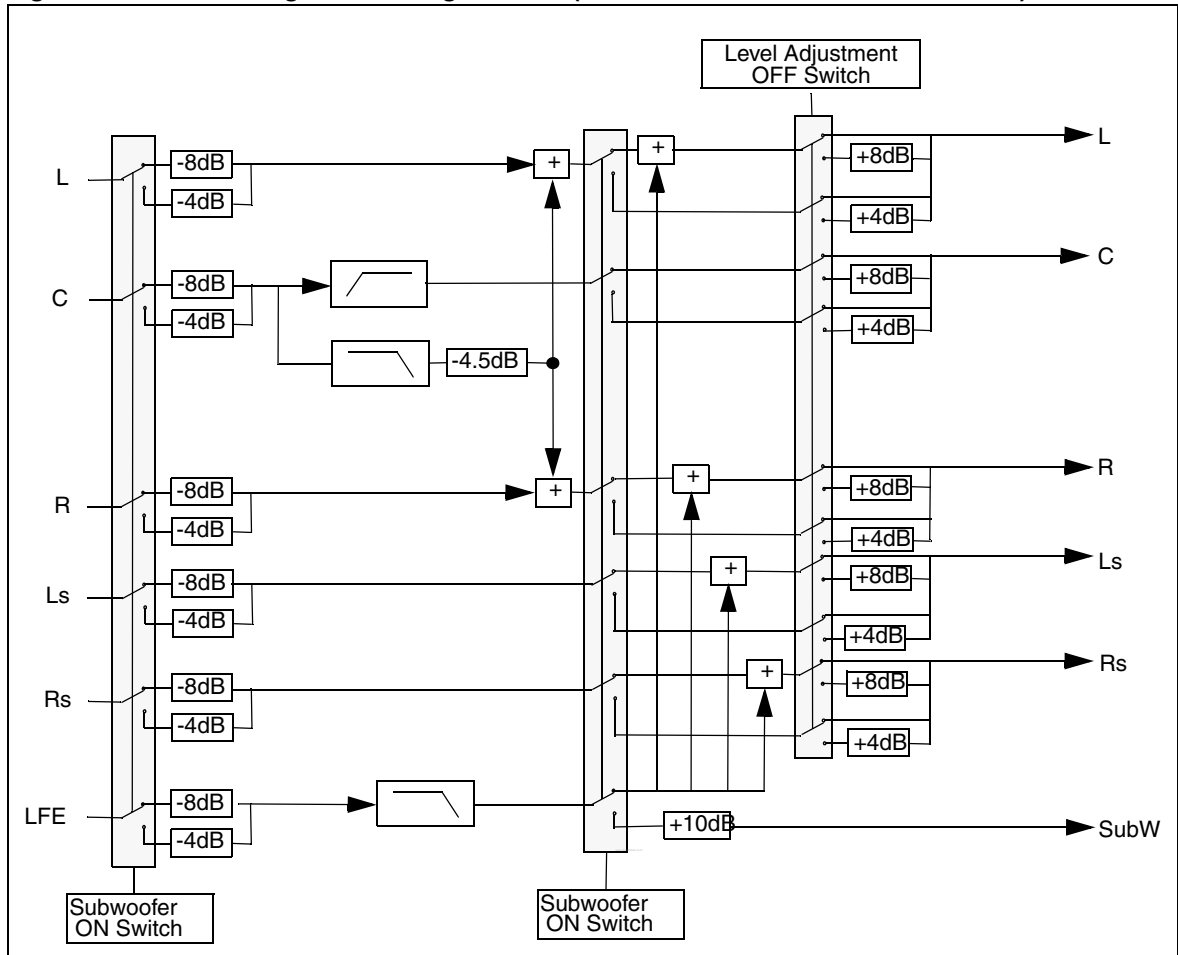 Level Adjustment
OFF Switch
L
-8dB
-4dB
+
+
+8dB
+4dB
L
C
-8dB
-4dB
-4.5dB
+8dB
+4dB
C
R
-8dB
-4dB
+
+
+8dB
+4dB
R
Ls
-8dB
-4dB
+
+8dB
+4dB
Ls
Rs
-8dB
-4dB
+
+8dB
+4dB
Rs
LFE
-8dB
-4dB
+10dB
SubW
Subwoofer
ON Switch
Subwoofer
ON Switch